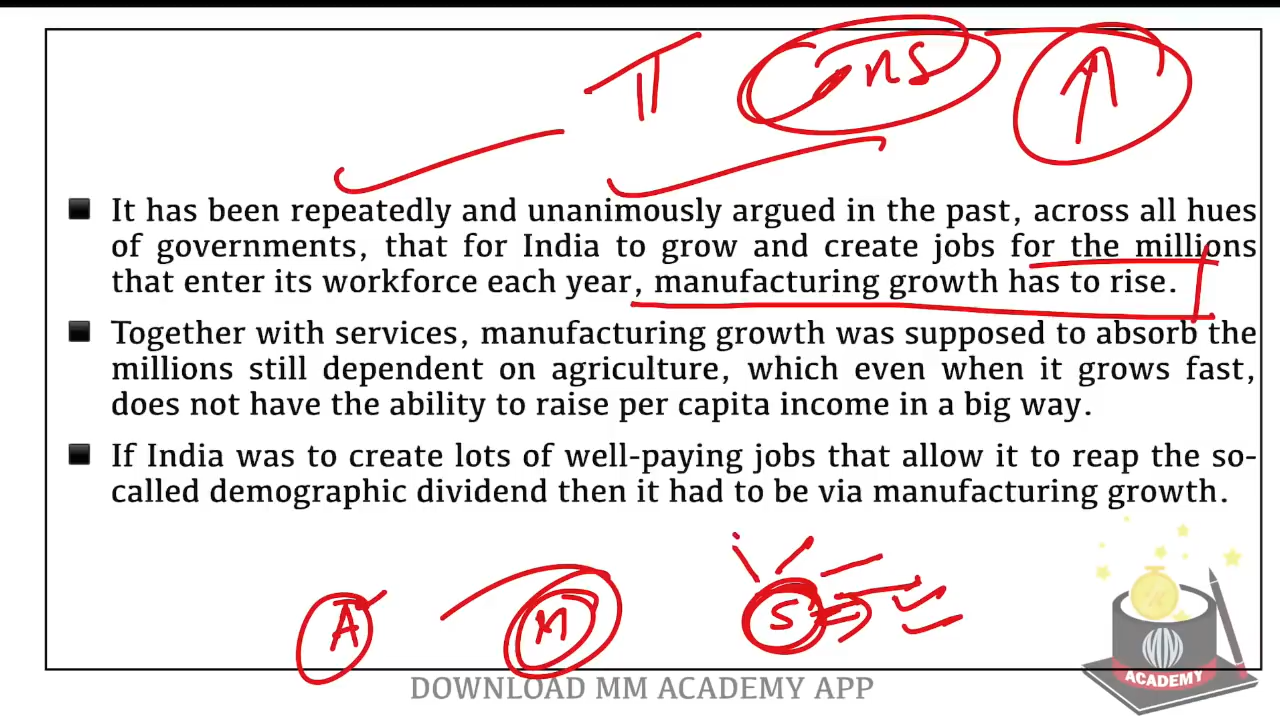 ■ It has been repeatedly and unanimously argued in the past, across all hues
of governments, that for India to grow and create jobs for the millions
that enter its workforce each year, manufacturing growth has to rise.
■ Together with services, manufacturing growth was supposed to absorb the
millions still dependent on agriculture, which even when it grows fast,
does not have the ability to raise per capita income in a big way.
■ If India was to create lots of well-paying jobs that allow it to reap the so-
called demographic dividend then it had to be via manufacturing growth.
A M S
ACADEMY
DOWNLOAD MM ACADEMY APP